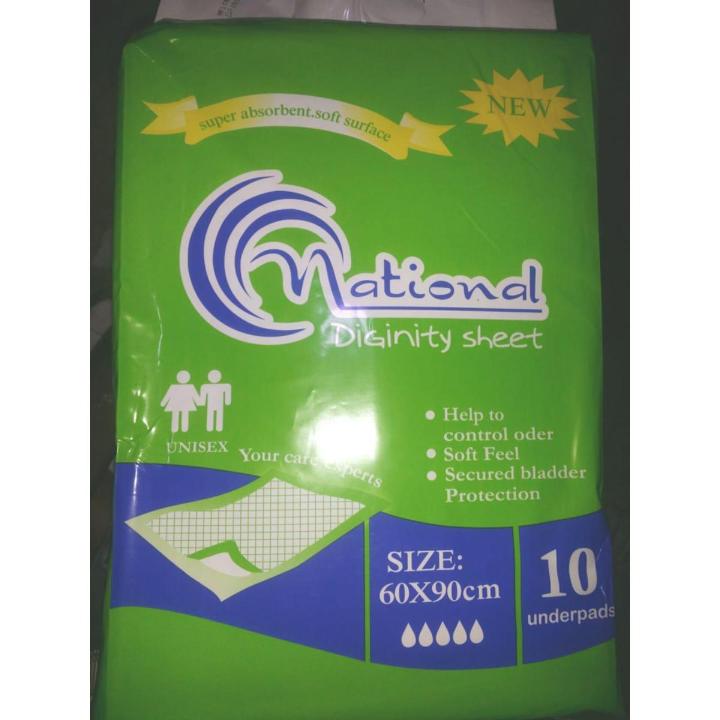 super absorbent.soft surface
NEW
National
Diginity sheet
UNISEX
Your care experts
Help to
control oder
Soft Feel
Secured bladder
Protection
SIZE:
60X90cm
10
underpads